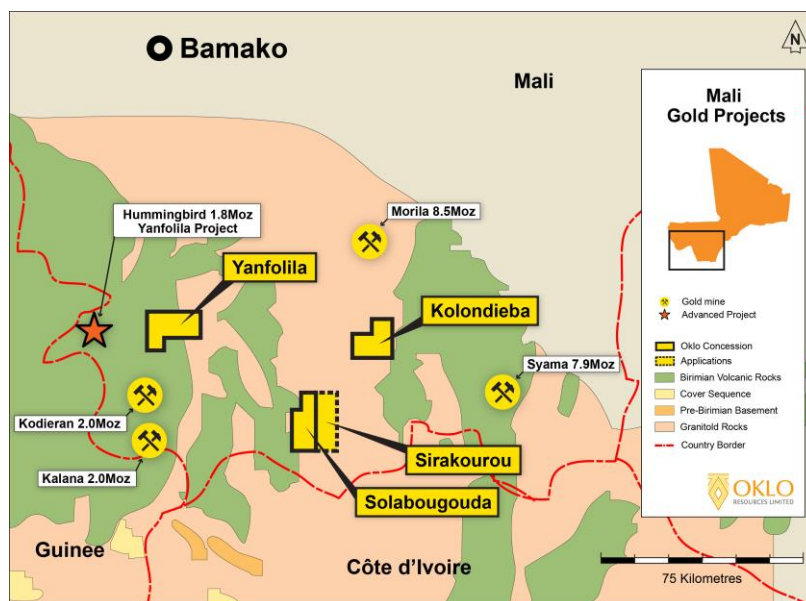 Bamako
Mali
N
Mali
Gold Projects
Hummingbird 1.8Moz
Yanfolila Project
Morila 8.5Moz
Yanfolila
Kolondieba
Syama 7.9Moz
Kodieran 2.0Moz
Kalana 2.0Moz
Sirakourou
Solabougouda
Guinee
Côte d'Ivoire
Gold mine
Advanced Project
Oklo Concession
Applications
Birimian Volcanic Rocks
Cover Sequence
Pre-Birimian Basement
Granitold Rocks
Country Border
OKLO
RESOURCES LIMITED
75 Kilometres